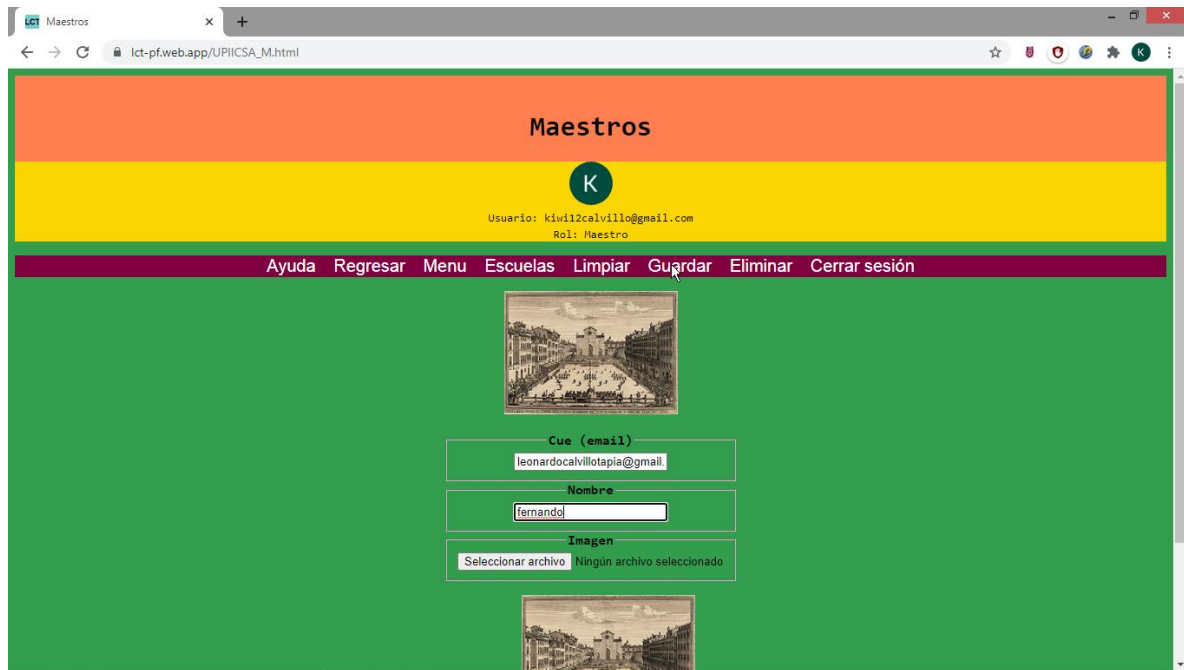 LCT Maestros
lct-pf.web.app/UPIICSA_M.html
K
Maestros
K
Usuario: kiwi12calvillo@gmail.com
Rol: Maestro
Ayuda Regresar Menu Escuelas Limpiar Guardar Eliminar Cerrar sesión
Cue (email)
leonardocalvillotapia@gmail.
Nombre
fernando
Imagen
Seleccionar archivo Ningún archivo seleccionado